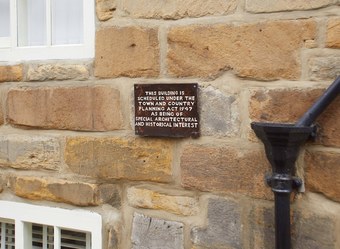 THIS BUILDING IS
SCHEDULED UNDER THE
TOWN AND COUNTRY
PLANNING ACT 1947
AS BEING OF
SPECIAL ARCHITECTURAL
AND HISTORICAL INTEREST